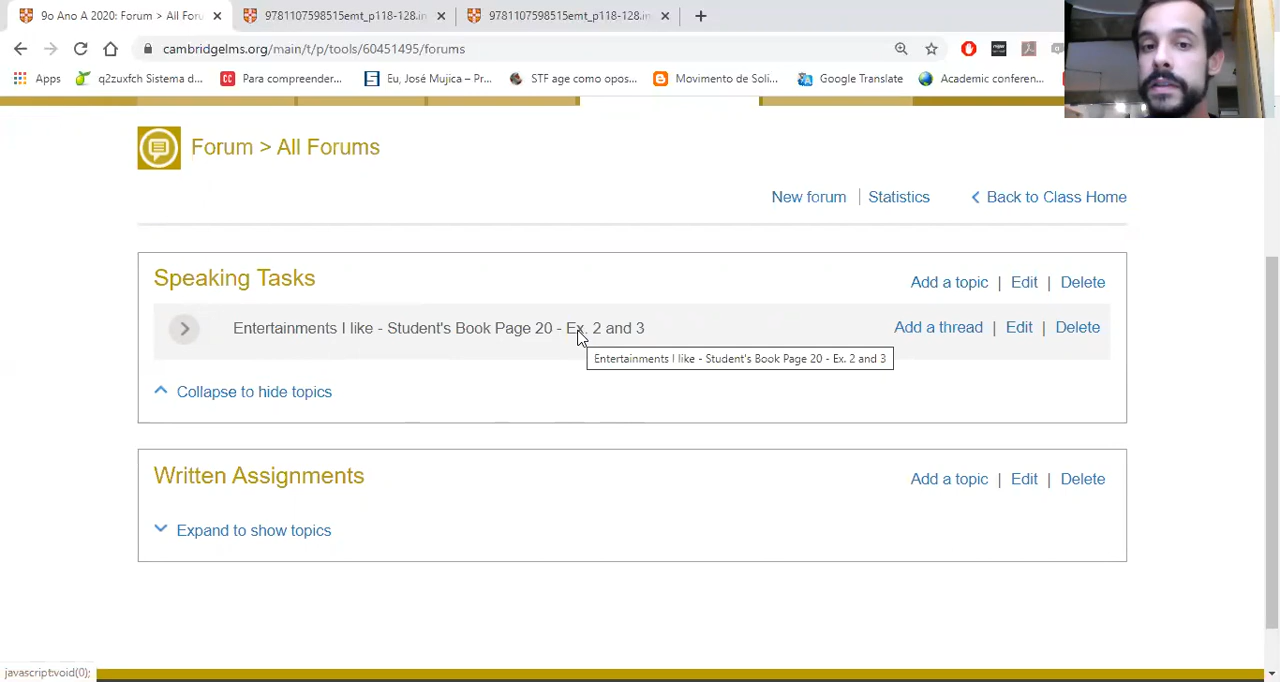 9o Ano A 2020: Forum > All Foru
9781107598515emt_p118-128.in
9781107598515emt_p118-128.in
cambridgelms.org/main/t/p/tools/60451495/forums
Apps
q2zuxfch Sistema d...
CC Para compreender...
Eu, José Mujica – Pr...
STF age como opos...
Movimento de Soli...
Google Translate
Academic conferen...
Forum > All Forums
New forum | Statistics
Back to Class Home
Speaking Tasks
Add a topic | Edit | Delete
Entertainments I like - Student's Book Page 20 - Ex. 2 and 3
Add a thread | Edit | Delete
Entertainments I like - Student's Book Page 20 - Ex. 2 and 3
Collapse to hide topics
Written Assignments
Add a topic | Edit | Delete
Expand to show topics
javascript:void(0);